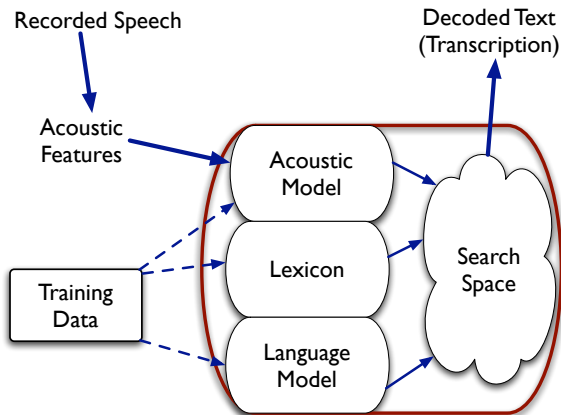 Recorded Speech
Decoded Text
(Transcription)
Acoustic
Features
Acoustic
Model
Lexicon
Search
Space
Training
Data
Language
Model